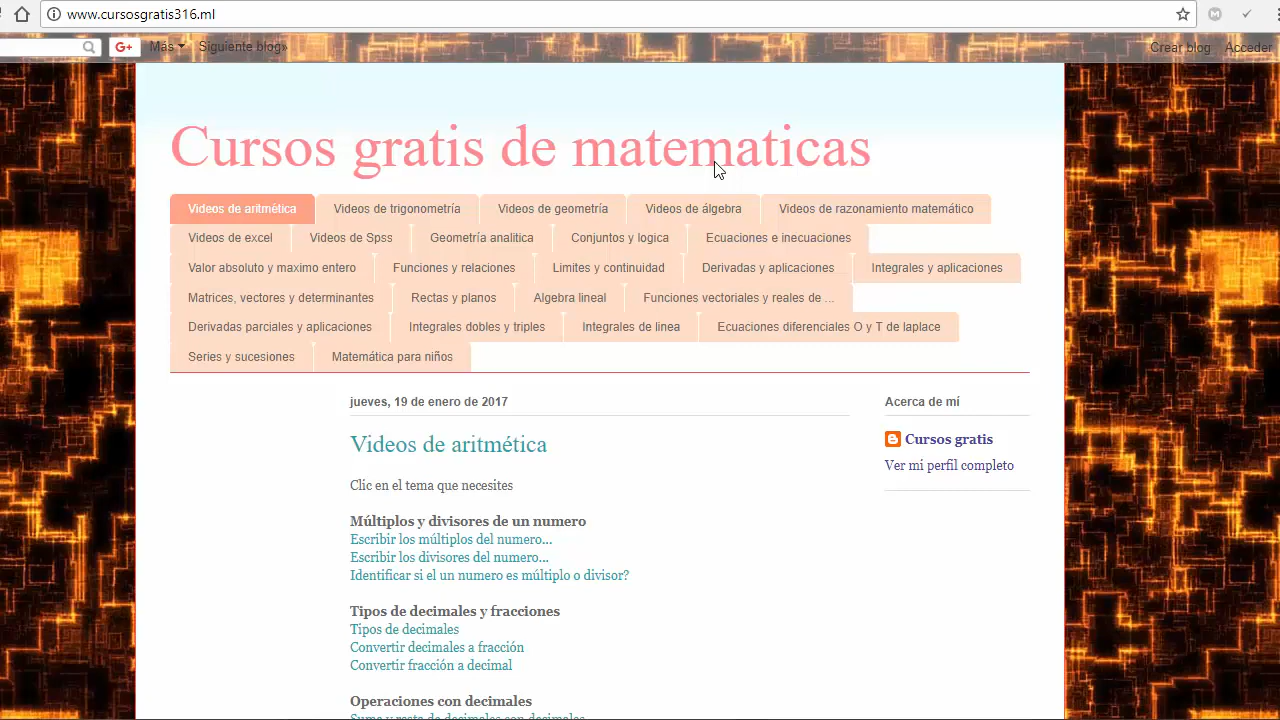 www.cursosgratis316.ml
G+ Más Siguiente blog» Crear blog Acceder
Cursos gratis de matematicas
Videos de aritmètica Videos de trigonometría Videos de geometría Videos de álgebra Videos de razonamiento matemático
Videos de excel Videos de Spss Geometría analitica Conjuntos y logica Ecuaciones e inecuaciones
Valor absoluto y maximo entero Funciones y relaciones Limites y continuidad Derivadas y aplicaciones Integrales y aplicaciones
Matrices, vectores y determinantes Rectas y planos Algebra lineal Funciones vectoriales y reales de ...
Derivadas parciales y aplicaciones Integrales dobles y triples Integrales de linea Ecuaciones diferenciales O y T de laplace
Series y sucesiones Matemática para niños
jueves, 19 de enero de 2017
Videos de aritmética
Clic en el tema que necesites
Múltiplos y divisores de un numero
Escribir los múltiplos del numero...
Escribir los divisores del numero...
Identificar si el un numero es múltiplo o divisor?
Tipos de decimales y fracciones
Tipos de decimales
Convertir decimales a fracción
Convertir fracción a decimal
Operaciones con decimales
Suma y resta de decimales con decimales
Acerca de mí
Cursos gratis
Ver mi perfil completo